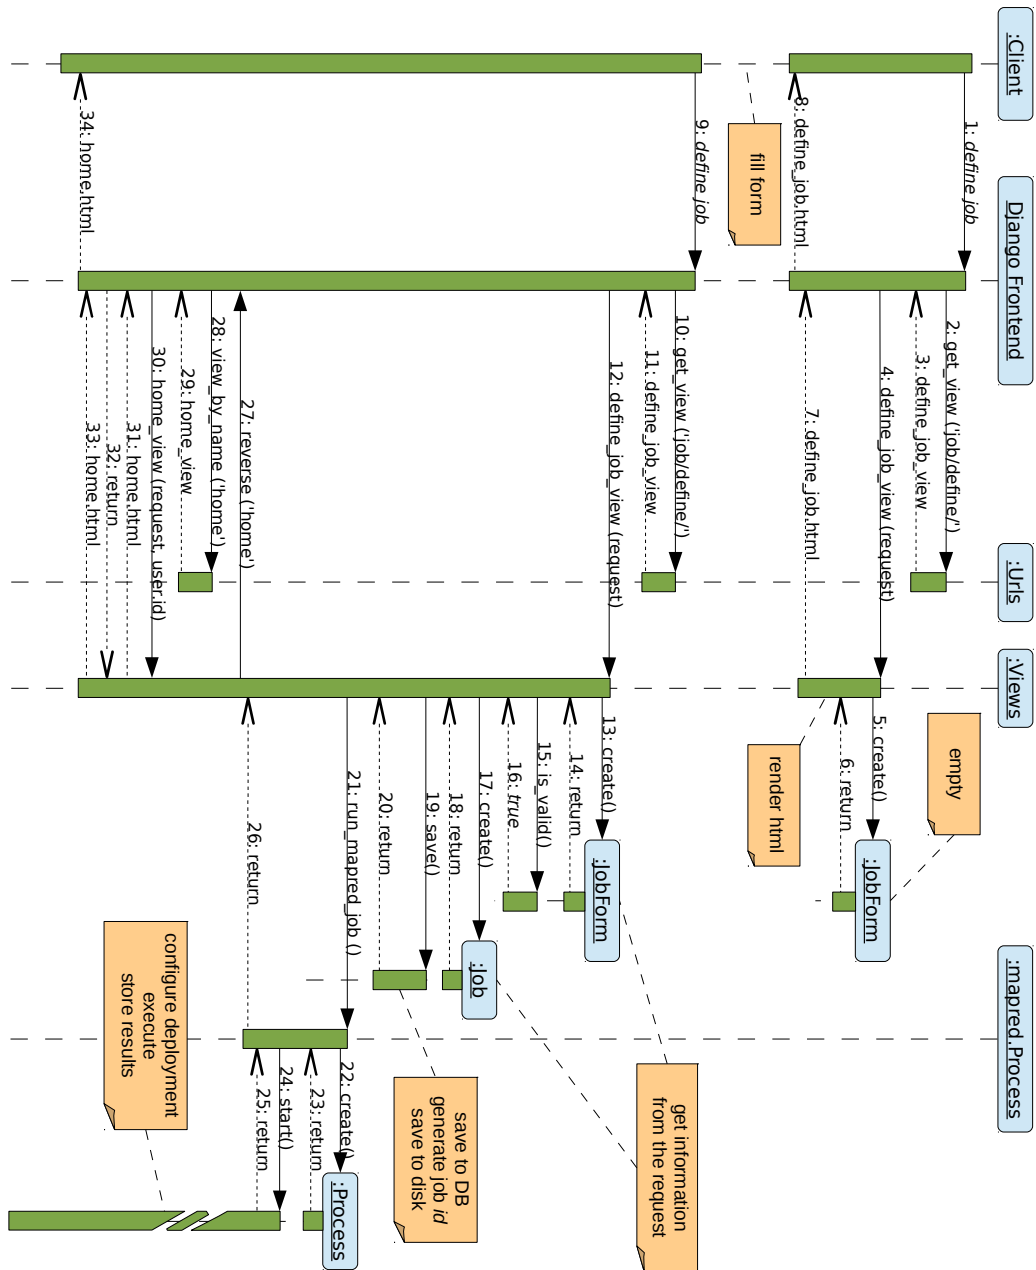 :Client
Django Frontend
:Urls
:Views
:mapred.Process
1: define job
2: get_view ('job/define/')
3: define_job_view
4: define_job_view (request)
5: create()
:JobForm
empty
6: return
render html
7: define_job.html
8: define_job.html
fill form
9: define job
10: get_view ('job/define/')
11: define_job_view
12: define_job_view (request)
13: create()
:JobForm
14: return
get information
from the request
15: is_valid()
16: true
17: create()
:Job
18: return
19: save()
save to DB
generate job id
save to disk
20: return
21: run_mapred_job ()
22: create()
:Process
23: return
24: start()
25: return
configure deployment
execute
store results
26: return
27: reverse ('home')
28: view_by_name ('home')
29: home_view
30: home_view (request, user.id)
31: home.html
32: return
33: home.html
34: home.html